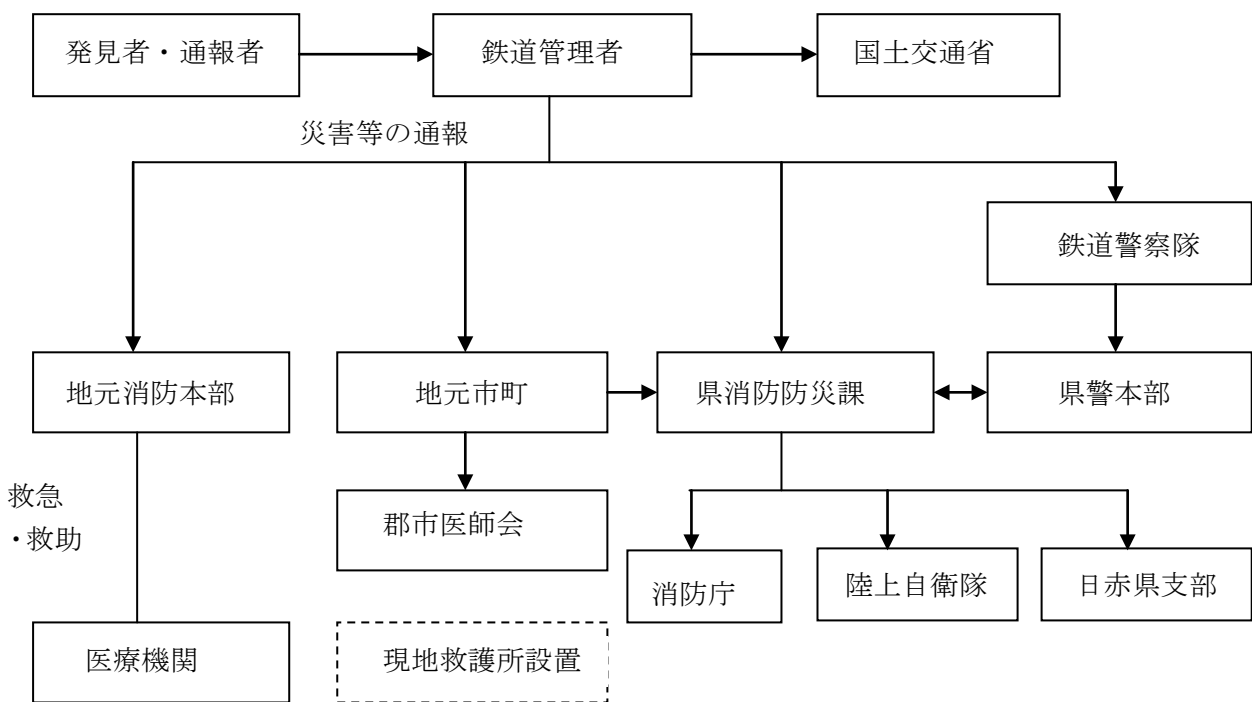 発見者・通報者
鉄道管理者
国土交通省
災害等の通報
鉄道警察隊
地元消防本部
地元市町
県消防防災課
県警本部
救急
・救助
郡市医師会
消防庁
陸上自衛隊
日赤県支部
医療機関
現地救護所設置